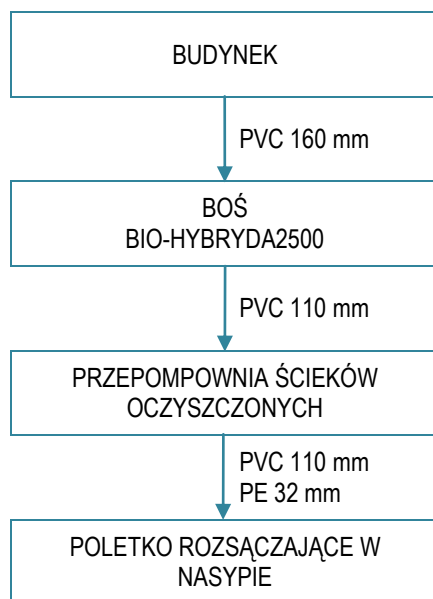 BUDYNEK
PVC 160 mm
BOŚ
BIO-HYBRYDA2500
PVC 110 mm
PRZEPOMPOWNIA ŚCIEKÓW
OCZYSZCZONYCH
PVC 110 mm
PE 32 mm
POLETKO ROZSĄCZAJĄCE W
NASYPIE